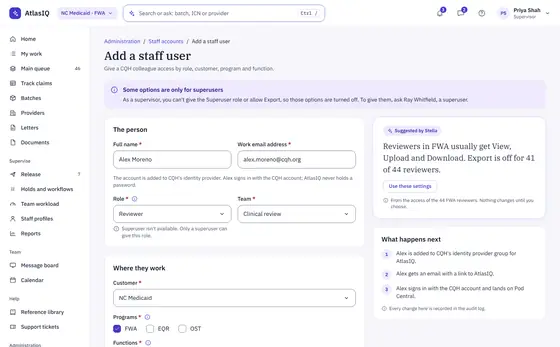 AtlasIQ
NC Medicaid - FWA
Search or ask: batch, ICN or provider
Ctrl /
Priya Shah
Supervisor
PS
Home
My work
Main queue
46
Track claims
Batches
Providers
Letters
Documents
Supervise
Release
7
Holds and workflows
Team workload
Staff profiles
Reports
Team
Message board
Calendar
Help
Reference library
Support tickets
Administration
Administration / Staff accounts / Add a staff user
Add a staff user
Give a CQH colleague access by role, customer, program and function.
Some options are only for superusers
As a supervisor, you can't give the Superuser role or allow Export, so those options are turned off. To give them, ask Ray Whitfield, a superuser.
The person
Full name *
Work email address *
Alex Moreno
alex.moreno@cqh.org
The account is added to CQH's identity provider. Alex signs in with the CQH account; AtlasIQ never holds a
password.
Role *
Team *
Reviewer
Clinical review
Superuser isn't available. Only a superuser can
give this role.
Where they work
Customer *
NC Medicaid
Programs *
FWA
EQR
OST
Functions *
Suggested by Stella
Reviewers in FWA usually get View,
Upload and Download. Export is off for 41
of 44 reviewers.
Use these settings
From the access of the 44 FWA reviewers. Nothing changes until you
choose.
What happens next
1 Alex is added to CQH's identity provider group for
AtlasIQ.
2 Alex gets an email with a link to AtlasIQ.
3 Alex signs in with the CQH account and lands on Pod
Central.
Every change here is recorded in the audit log.